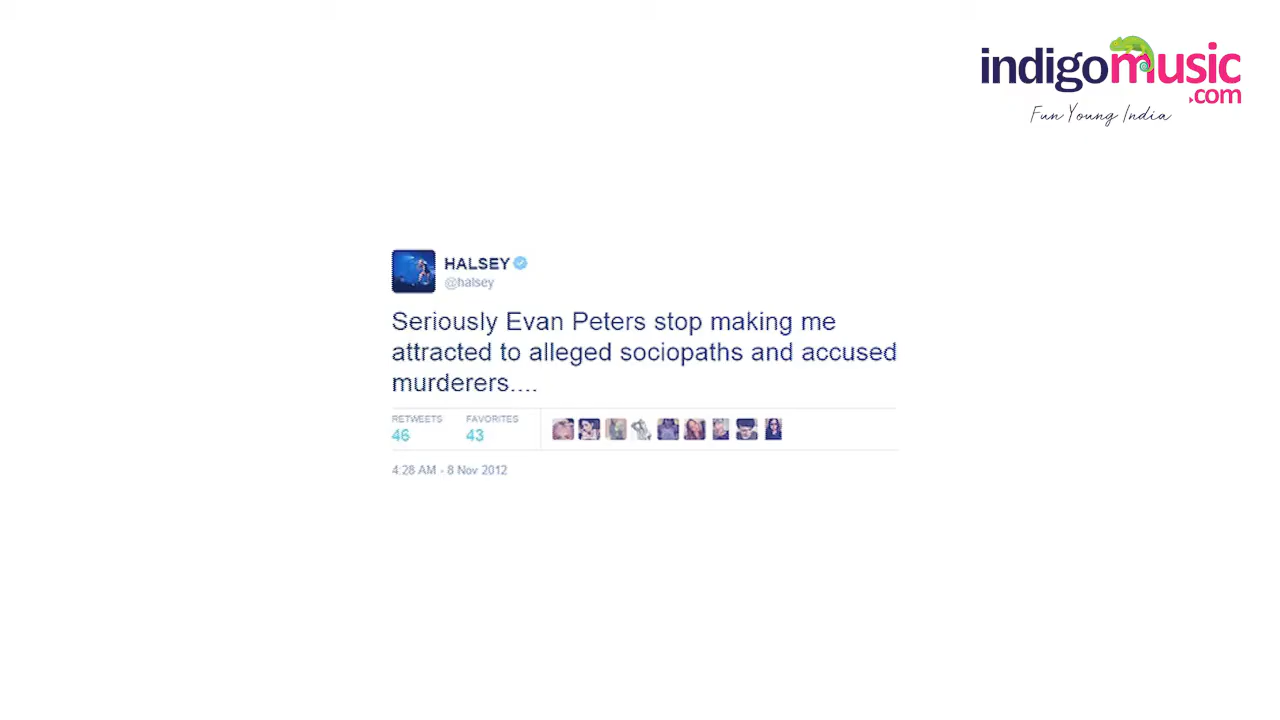 indigomusic
.com
Fun Young India
HALSEY
@halsey
Seriously Evan Peters stop making me
attracted to alleged sociopaths and accused
murderers....
RETWEETS FAVORITES
46 43
4:28 AM - 8 Nov 2012